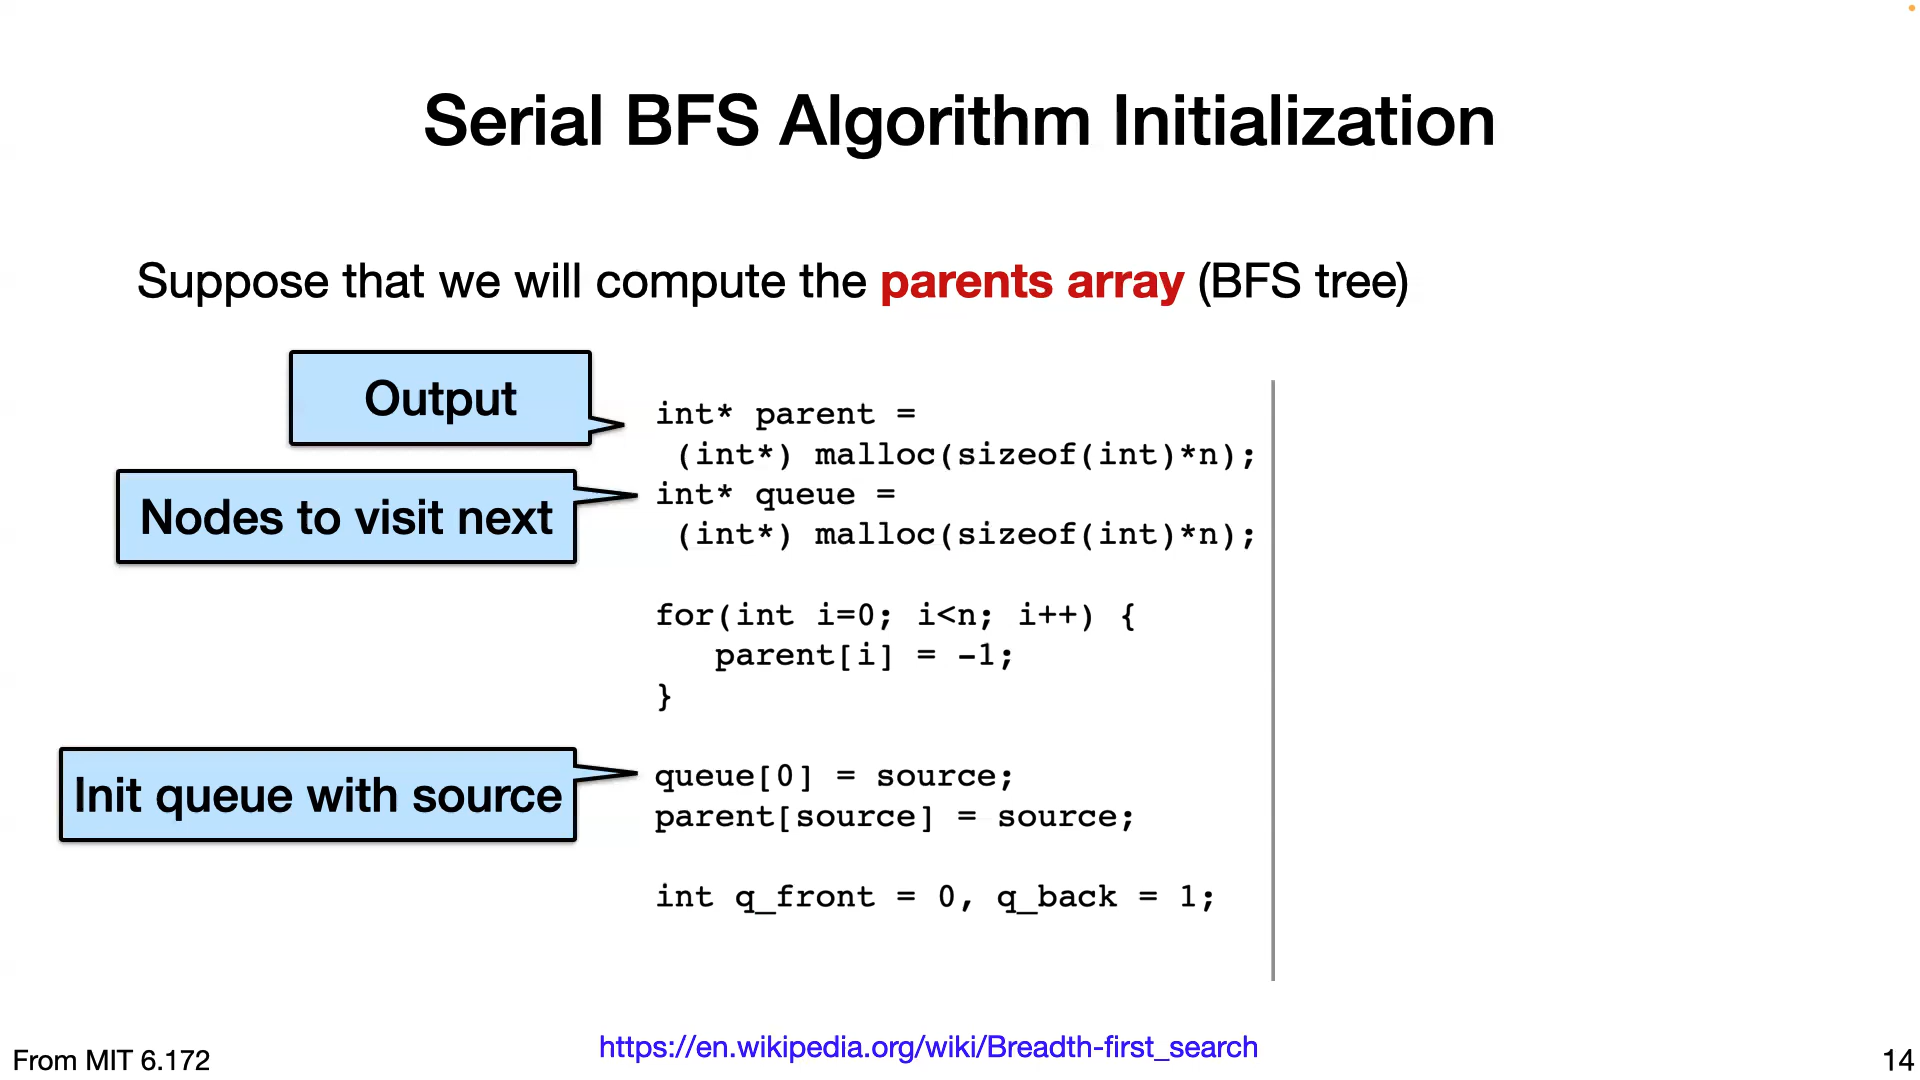 Serial BFS Algorithm Initialization
Suppose that we will compute the parents array (BFS tree)
Output
Nodes to visit next
Init queue with source
int* parent =
(int*) malloc(sizeof(int)*n);
int* queue =
(int*) malloc(sizeof(int)*n);
for(int i=0; i<n; i++) {
parent[i] = -1;
}
queue[0] = source;
parent[source] = source;
int q_front = 0, q_back = 1;
From MIT 6.172
https://en.wikipedia.org/wiki/Breadth-first_search
14